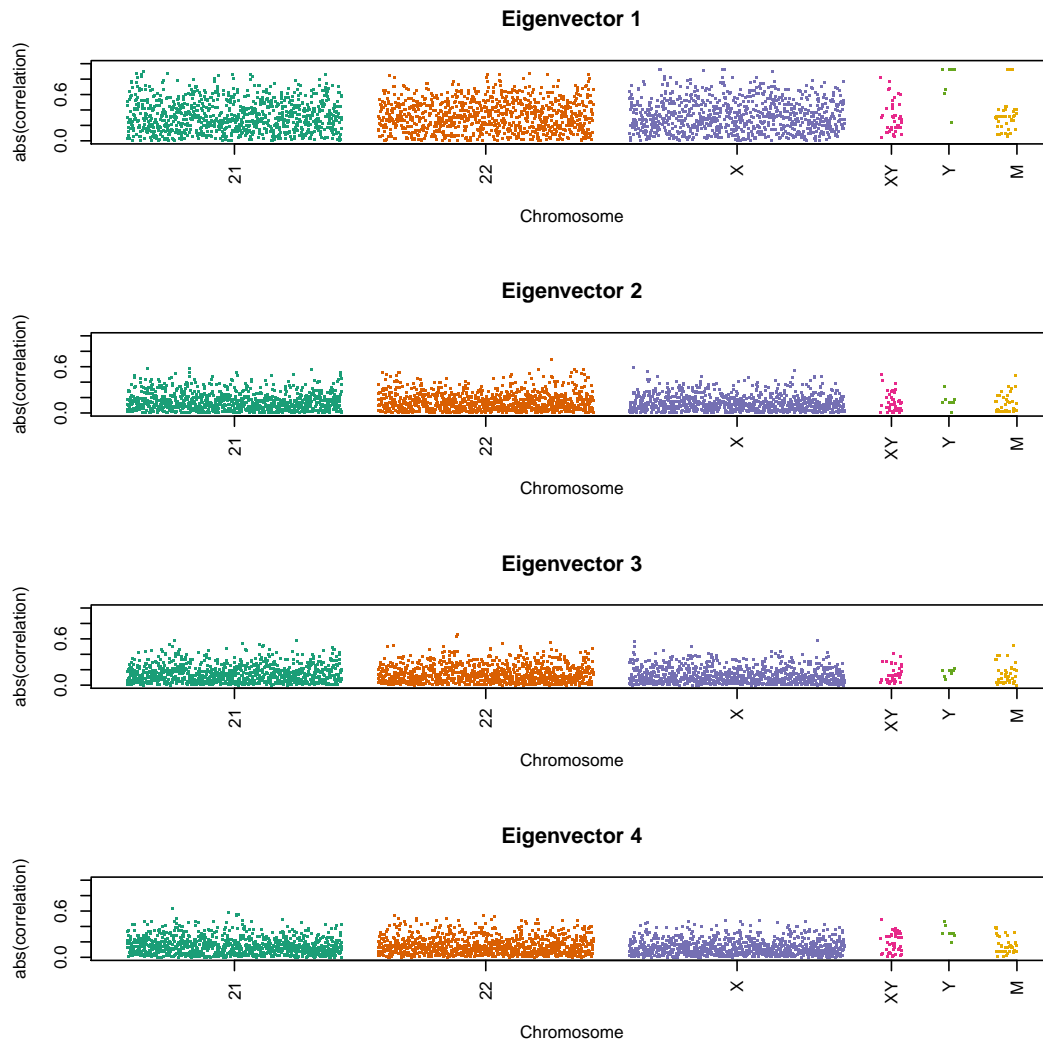 Eigenvector 1
abs(correlation)
0.6
0.0
21
22
X
XY
Y
M
Chromosome
Eigenvector 2
abs(correlation)
0.6
0.0
21
22
X
XY
Y
M
Chromosome
Eigenvector 3
abs(correlation)
0.6
0.0
21
22
X
XY
Y
M
Chromosome
Eigenvector 4
abs(correlation)
0.6
0.0
21
22
X
XY
Y
M
Chromosome